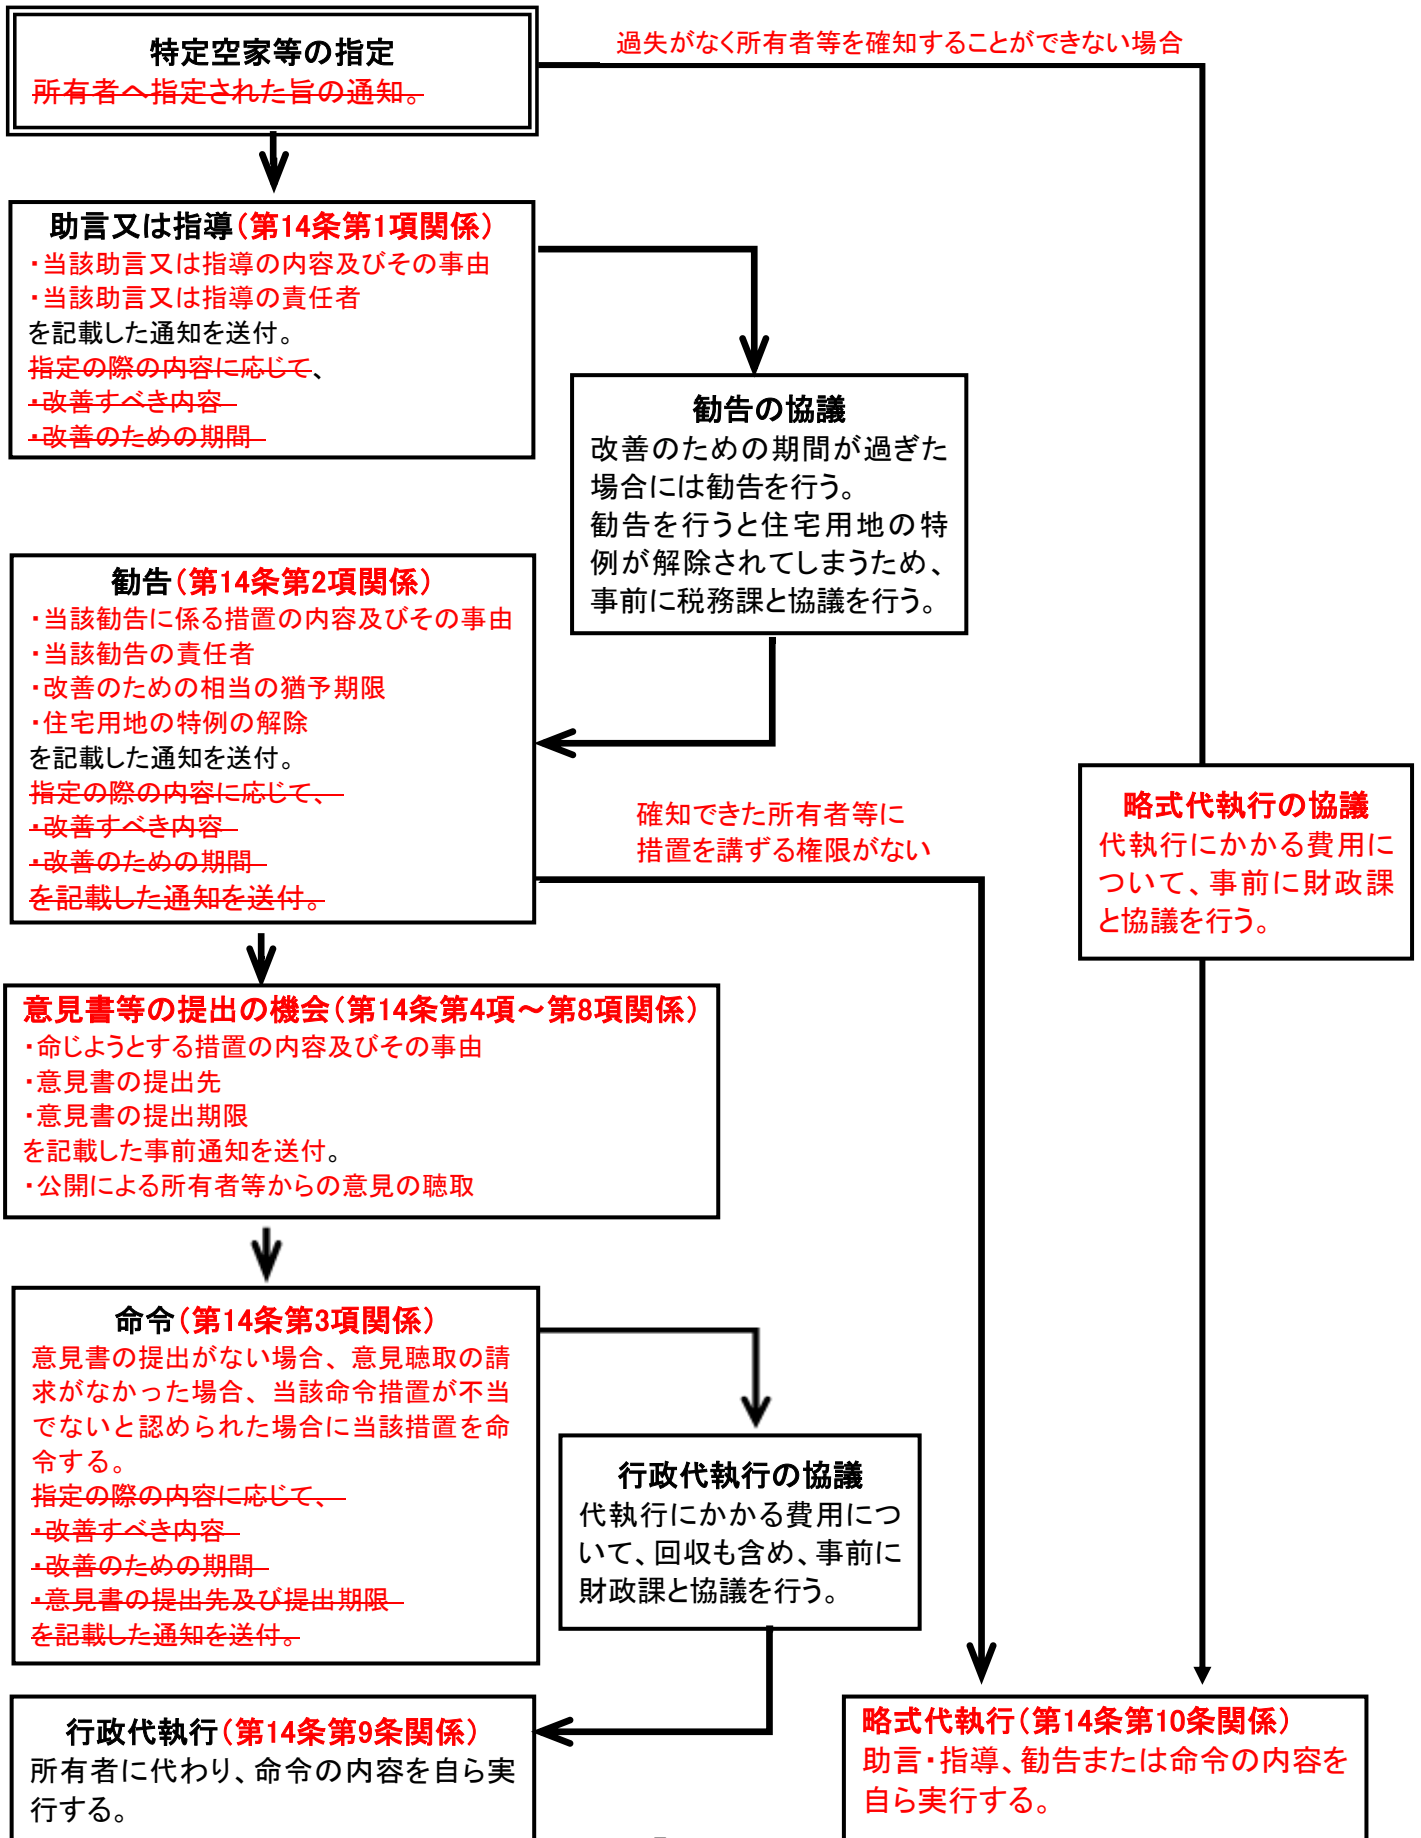 特定空家等の指定
所有者へ指定された旨の通知。
過失がなく所有者等を確知することができない場合
助言又は指導(第14条第1項関係)
・当該助言又は指導の内容及びその事由
・当該助言又は指導の責任者
を記載した通知を送付。
指定の際の内容に応じて、
・改善すべき内容
・改善のための期間
勧告の協議
改善のための期間が過ぎた
場合には勧告を行う。
勧告を行うと住宅用地の特
例が解除されてしまうため、
事前に税務課と協議を行う。
勧告(第14条第2項関係)
・当該勧告に係る措置の内容及びその事由
・当該勧告の責任者
・改善のための相当の猶予期限
・住宅用地の特例の解除
を記載した通知を送付。
指定の際の内容に応じて、
・改善すべき内容
・改善のための期間
を記載した通知を送付。
確知できた所有者等に
措置を講ずる権限がない
略式代執行の協議
代執行にかかる費用に
ついて、事前に財政課
と協議を行う。
意見書等の提出の機会(第14条第4項～第8項関係)
・命じようとする措置の内容及びその事由
・意見書の提出先
・意見書の提出期限
を記載した事前通知を送付。
・公開による所有者等からの意見の聴取
命令(第14条第3項関係)
意見書の提出がない場合、意見聴取の請
求がなかった場合、当該命令措置が不当
でないと認められた場合に当該措置を命
令する。
指定の際の内容に応じて、
・改善すべき内容
・改善のための期間
・意見書の提出先及び提出期限
を記載した通知を送付。
行政代執行の協議
代執行にかかる費用につ
いて、回収も含め、事前に
財政課と協議を行う。
行政代執行(第14条第9条関係)
所有者に代わり、命令の内容を自ら実
行する。
略式代執行(第14条第10条関係)
助言・指導、勧告または命令の内容を
自ら実行する。